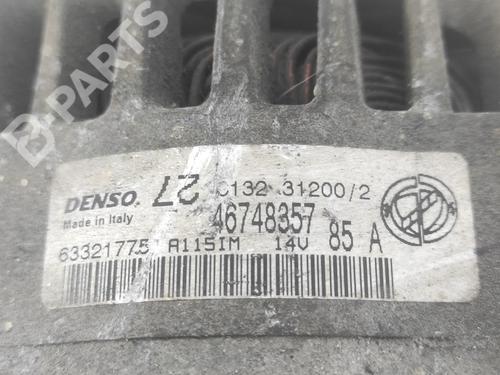 B-PARTS
DENSO 27 C132 31200/2
Made in Italy 46748357
63321775 A115IM 14V 85 A